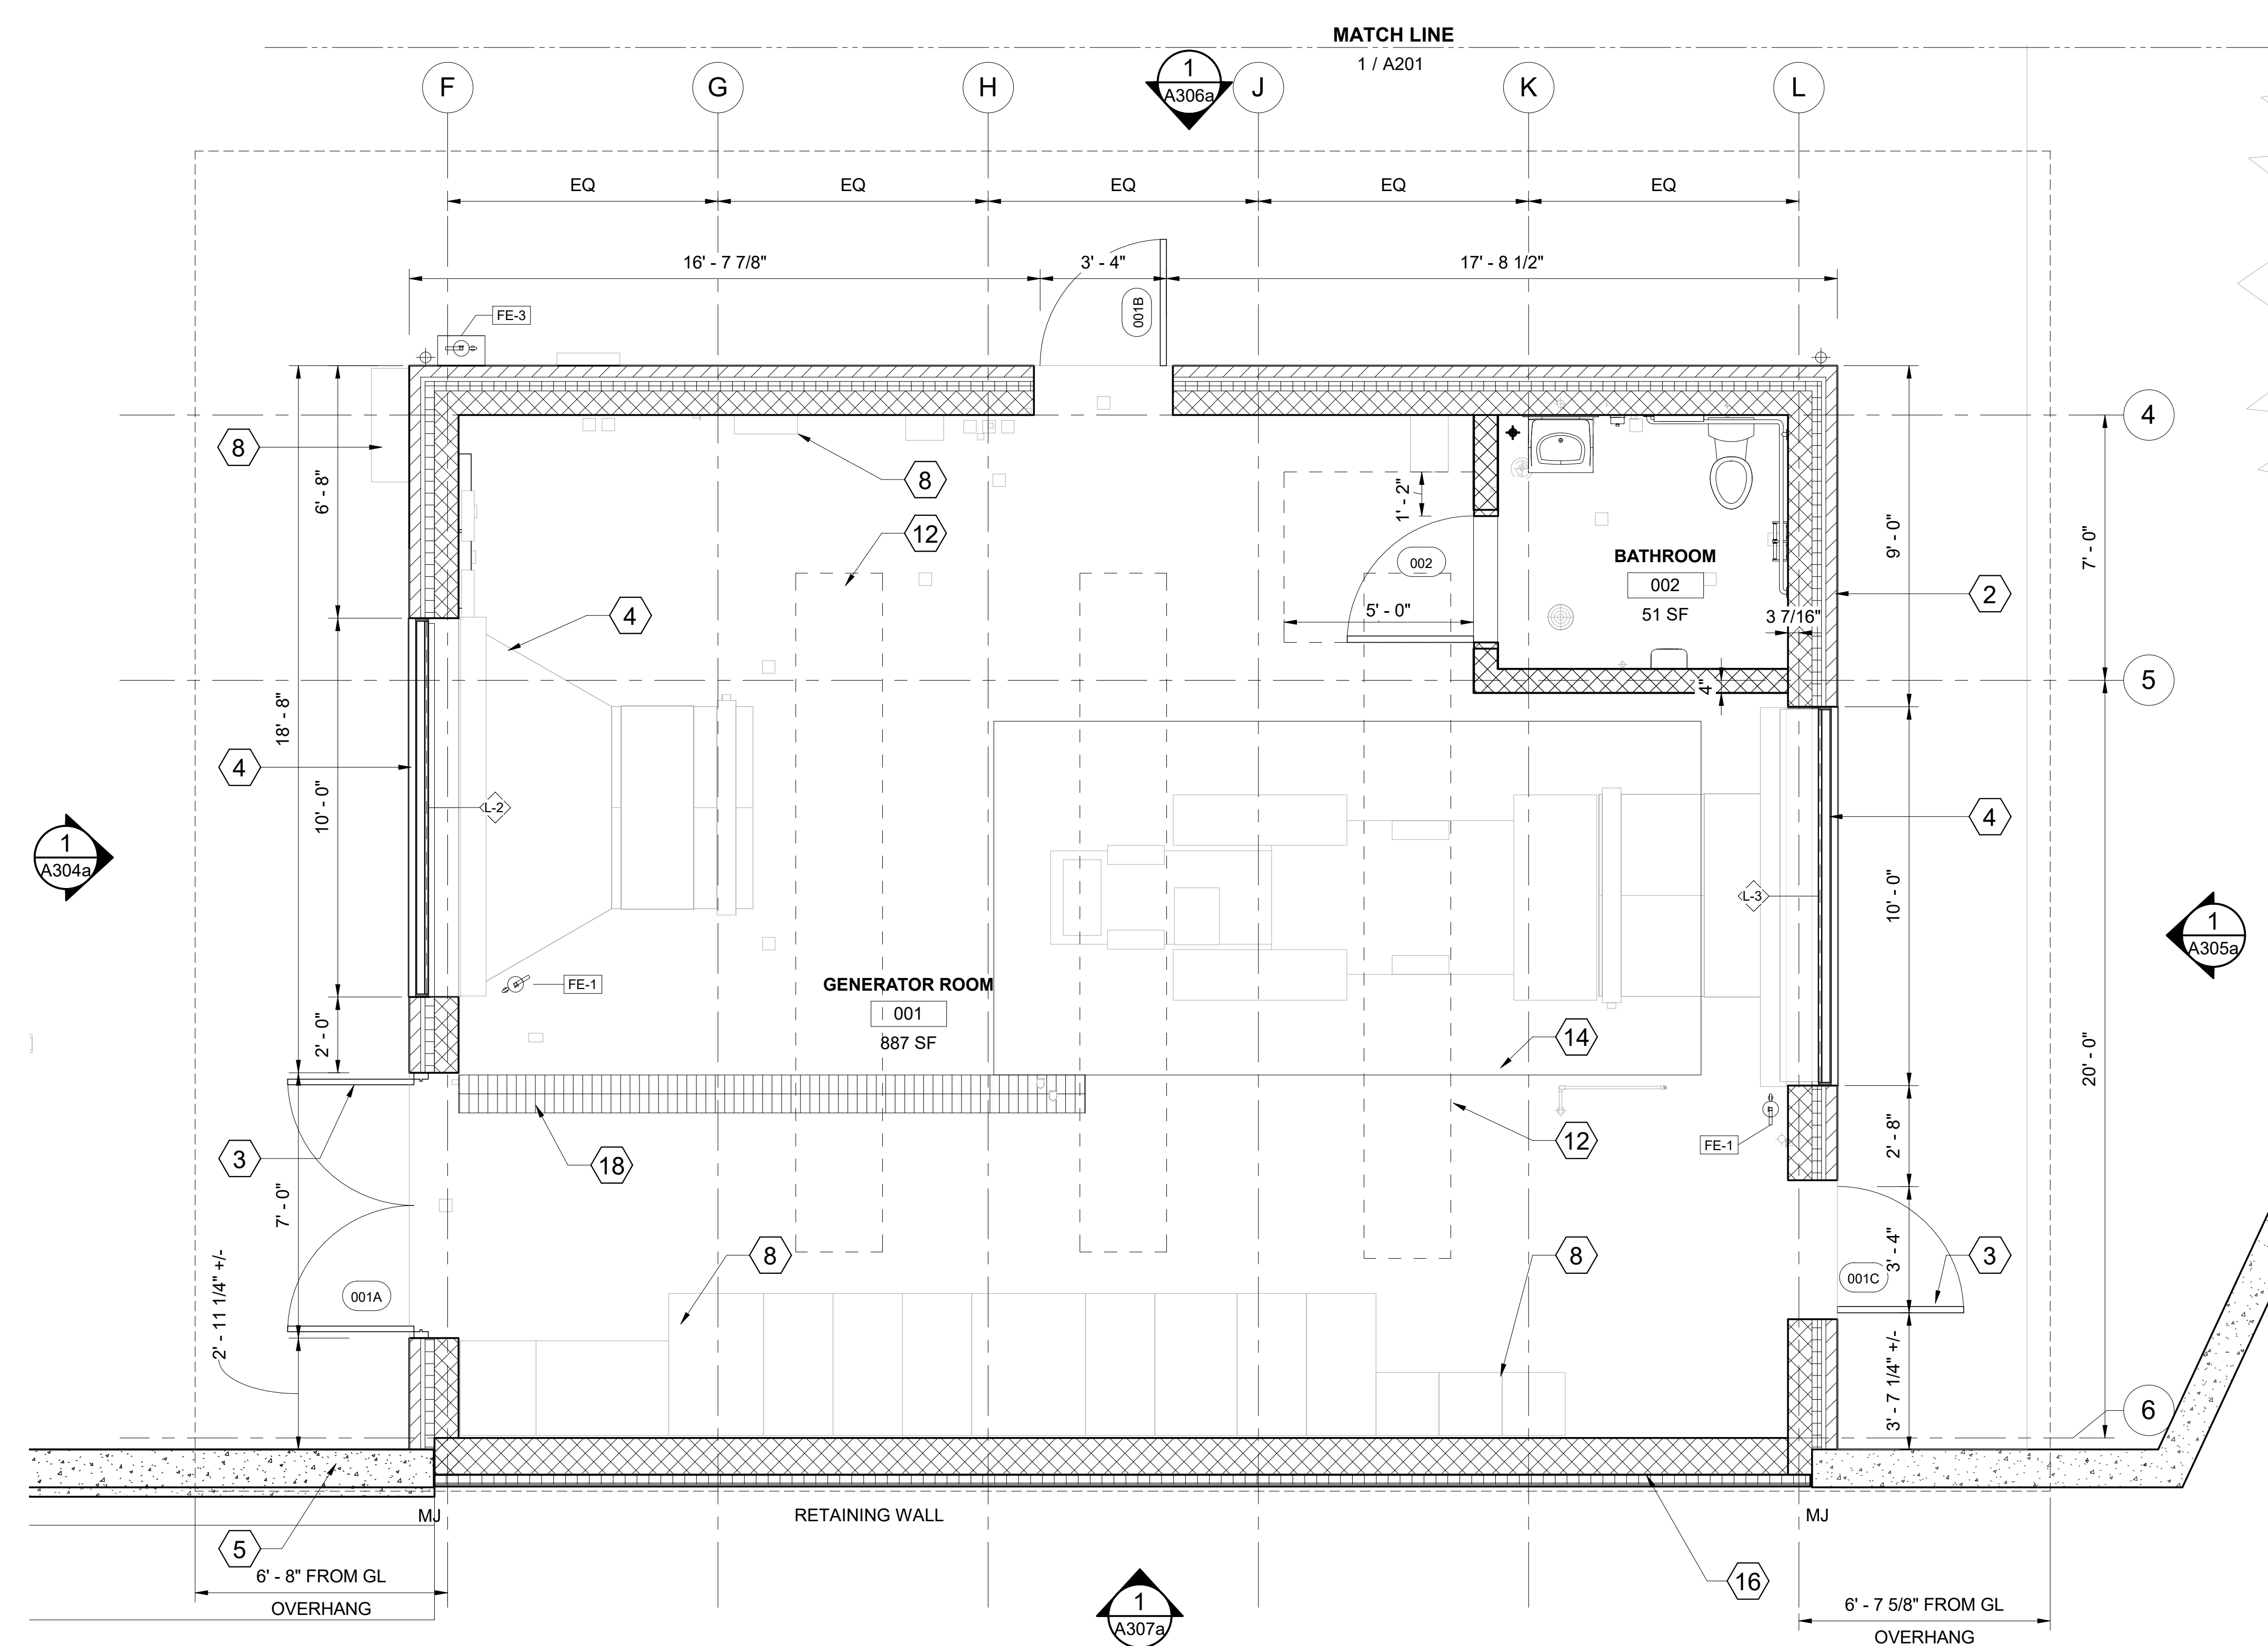 MATCH LINE
1 / A201
F
G
H
1
A306a
J
K
L
EQ
EQ
EQ
EQ
EQ
16' - 7 7/8"
3' - 4"
17' - 8 1/2"
FE-3
001B
4
8
6' - 8"
8
1' - 2"
12
002
BATHROOM
002
51 SF
9' - 0"
7' - 0"
2
4
5' - 0"
3 7/16"
4"
5
18' - 8"
4
10' - 0"
L-2
1
A304a
4
L-3
10' - 0"
1
A305a
FE-1
GENERATOR ROOM
001
887 SF
2' - 0"
14
20' - 0"
3
18
12
FE-1
2' - 8"
7' - 0"
2' - 11 1/4" +/-
001A
8
8
3' - 4"
001C
3
3' - 7 1/4" +/-
6
MJ
RETAINING WALL
MJ
5
6' - 8" FROM GL
OVERHANG
1
A307a
16
6' - 7 5/8" FROM GL
OVERHANG